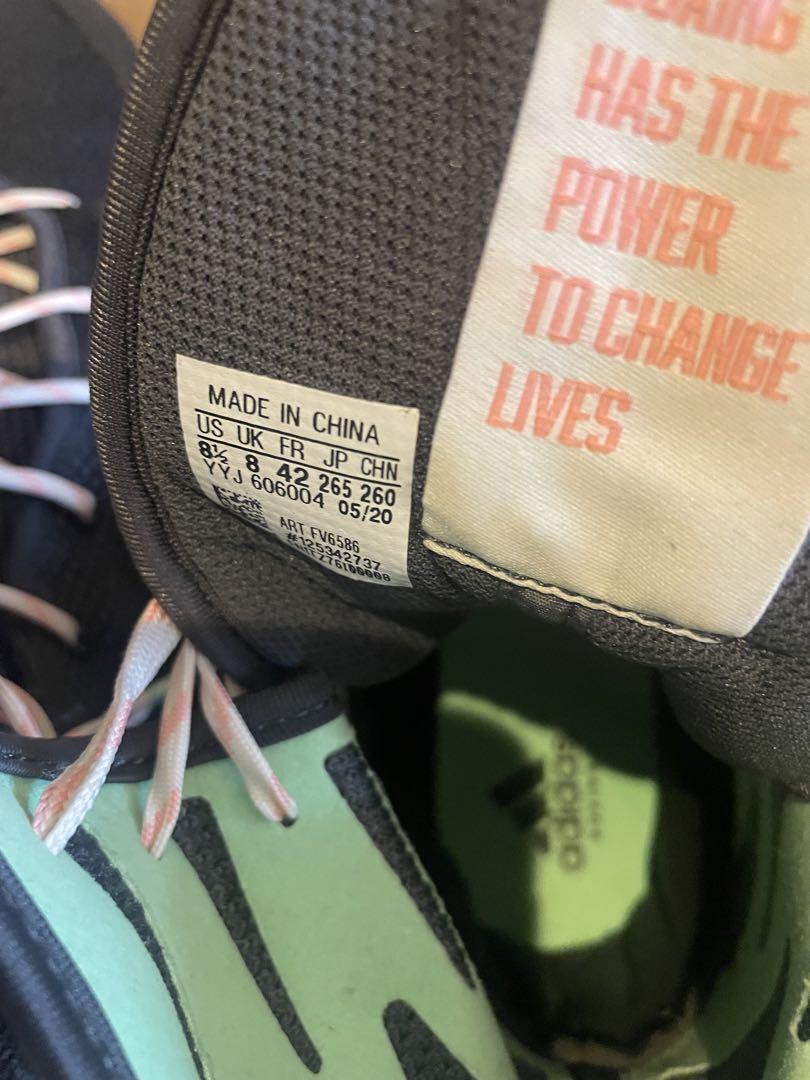 HAS THE
POWER
TO CHANGE
LIVES
MADE IN CHINA
US UK FR JP CHN
8½ 8 42 265 260
YYJ 606004 05/20
ART FV6586
#125342737
adidas